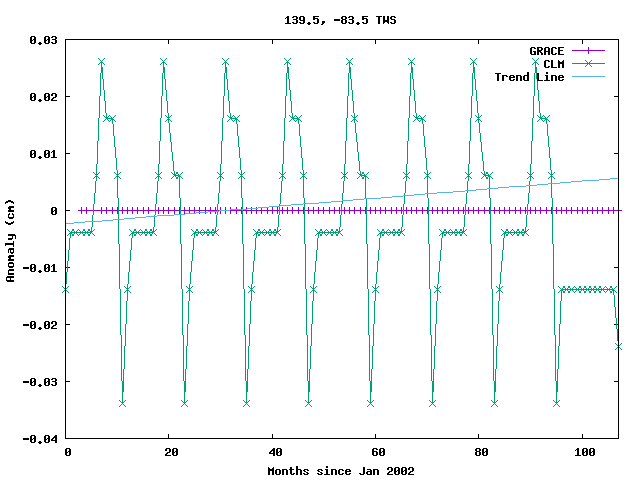 139.5, -83.5 TWS
GRACE
CLM
Trend Line
0.03
0.02
0.01
0
-0.01
-0.02
-0.03
-0.04
Anomaly (cm)
0 20 40 60 80 100
Months since Jan 2002